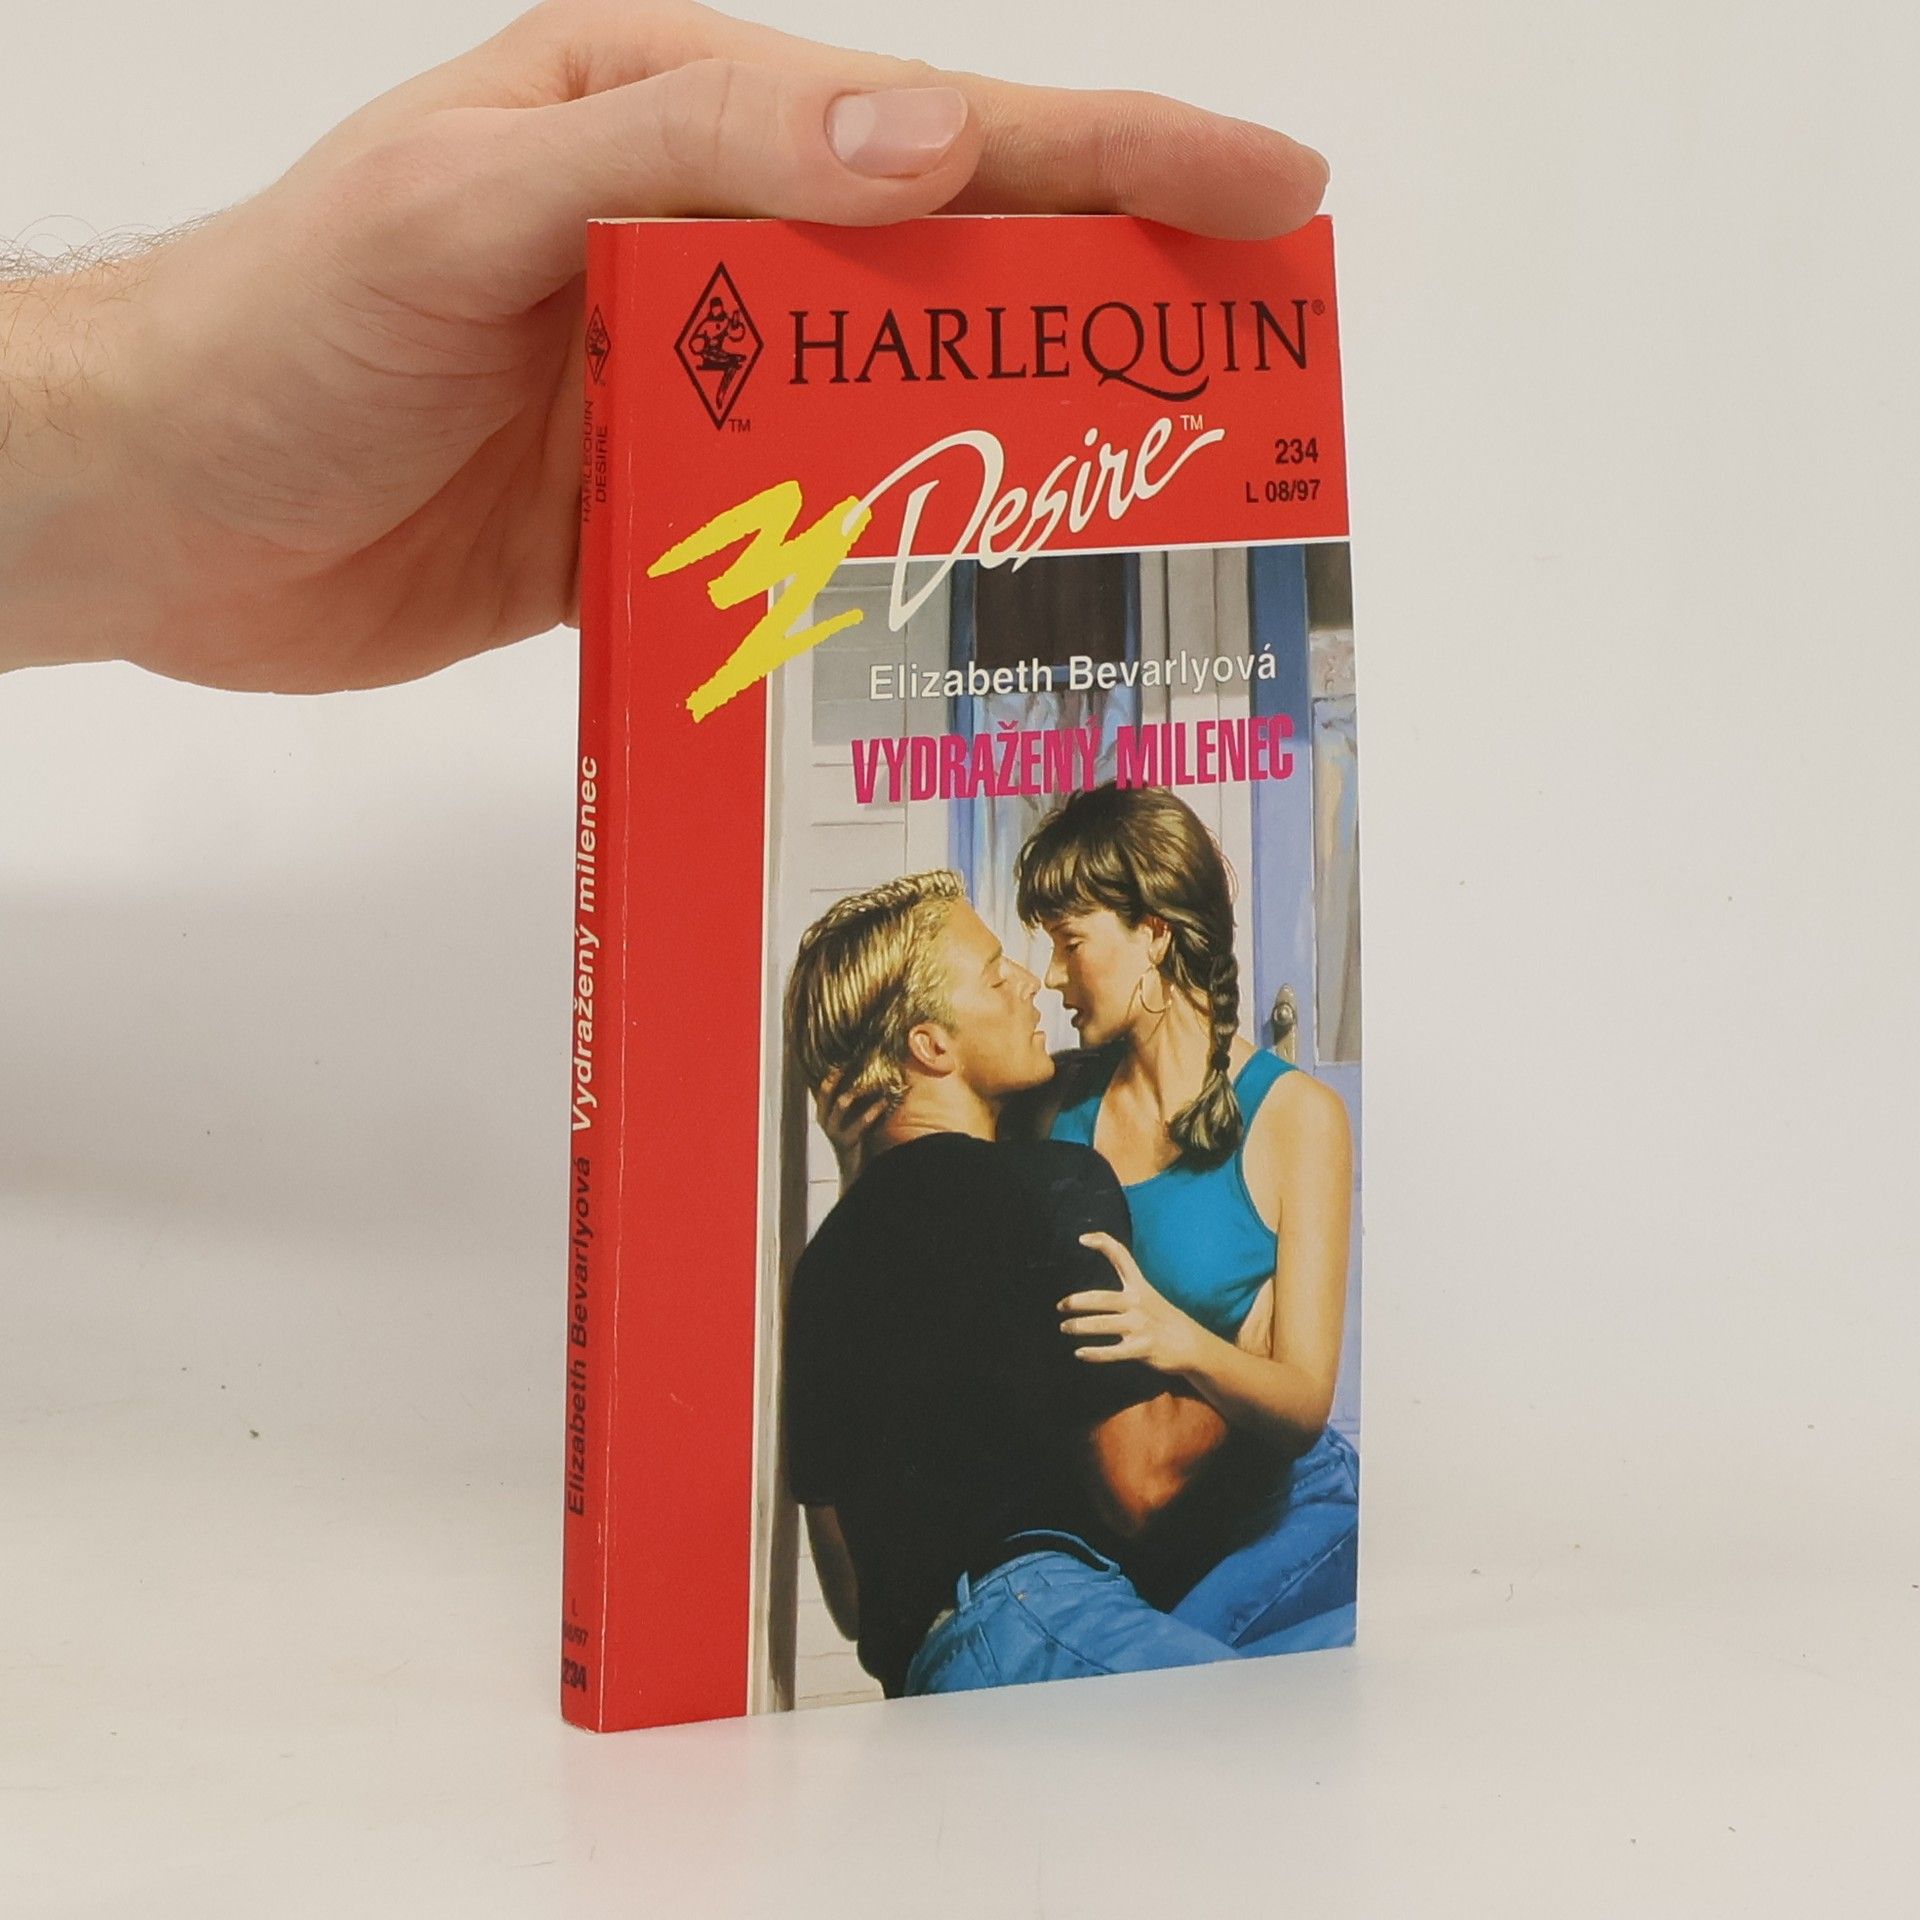 HARLEQUIN®
TM
Desire™
234
L 08/97
Elizabeth Bevarlyová
VYDRAŽENÝ MILENEC
HARLEQUIN
DESIRE
Elizabeth Bevarlyová Vydražený milenec
L
08/97
234